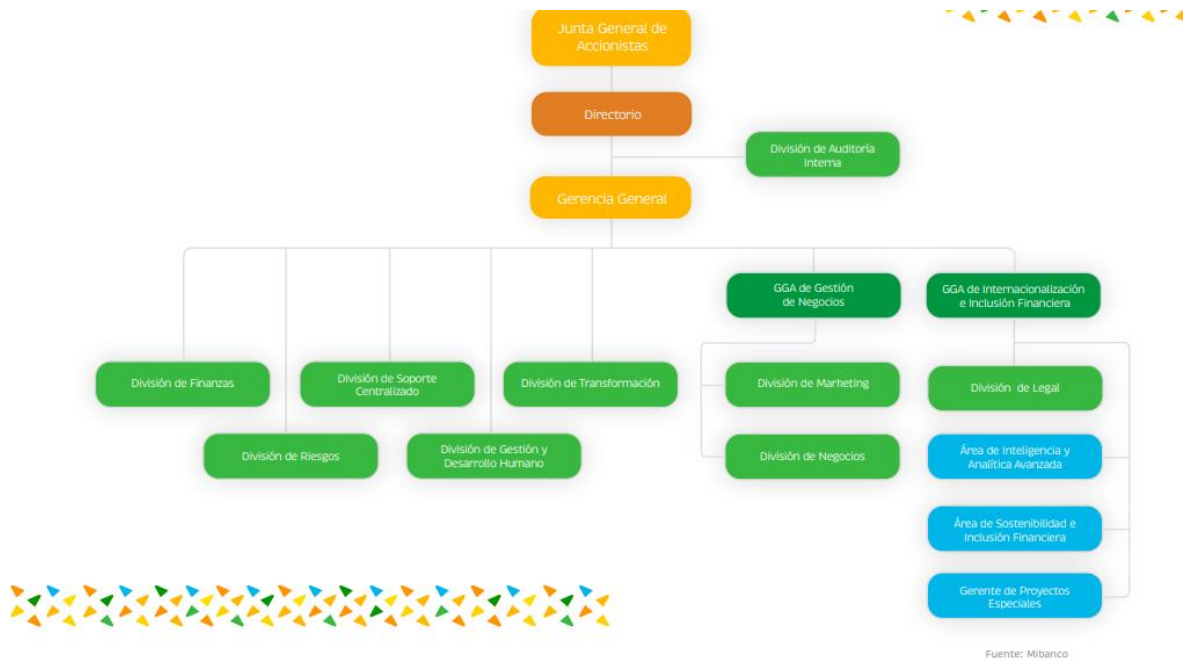 Junta General de
Accionistas
Directorio
División de Auditoría
Interna
Gerencia General
GGA de Gestión
de Negocios
GGA de Internacionalización
e Inclusión Financiera
División de Finanzas
División de Soporte
Centralizado
División de Transformación
División de Marketing
División de Legal
División de Riesgos
División de Gestión y
Desarrollo Humano
División de Negocios
Área de Inteligencia y
Analítica Avanzada
Área de Sostenibilidad e
Inclusión Financiera
Gerente de Proyectos
Especiales
Fuente: Mibanco